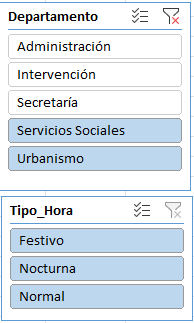 Departamento
Administración
Intervención
Secretaría
Servicios Sociales
Urbanismo
Tipo_Hora
Festivo
Nocturna
Normal